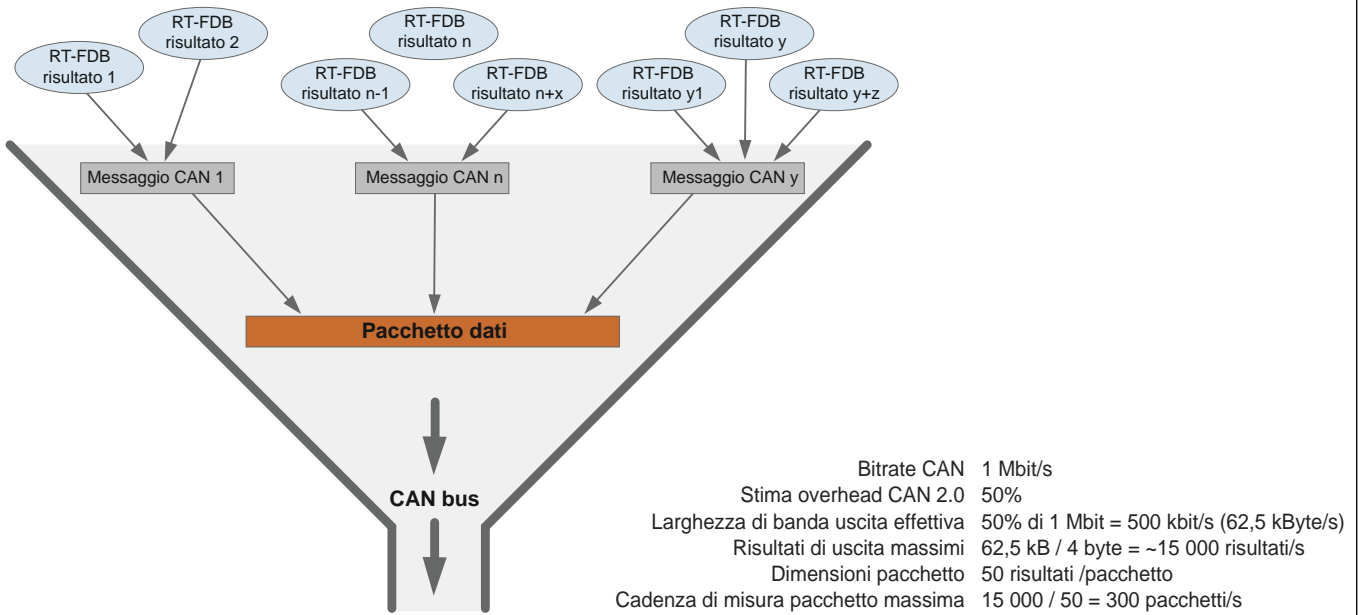 RT-FDB
risultato 1
RT-FDB
risultato 2
RT-FDB
risultato n
RT-FDB
risultato n-1
RT-FDB
risultato n+x
RT-FDB
risultato y
RT-FDB
risultato y1
RT-FDB
risultato y+z
Messaggio CAN 1
Messaggio CAN n
Messaggio CAN y
Pacchetto dati
CAN bus
Bitrate CAN 1 Mbit/s
Stima overhead CAN 2.0 50%
Larghezza di banda uscita effettiva 50% di 1 Mbit = 500 kbit/s (62,5 kByte/s)
Risultati di uscita massimi 62,5 kB / 4 byte = ~15 000 risultati/s
Dimensioni pacchetto 50 risultati /pacchetto
Cadenza di misura pacchetto massima 15 000 / 50 = 300 pacchetti/s